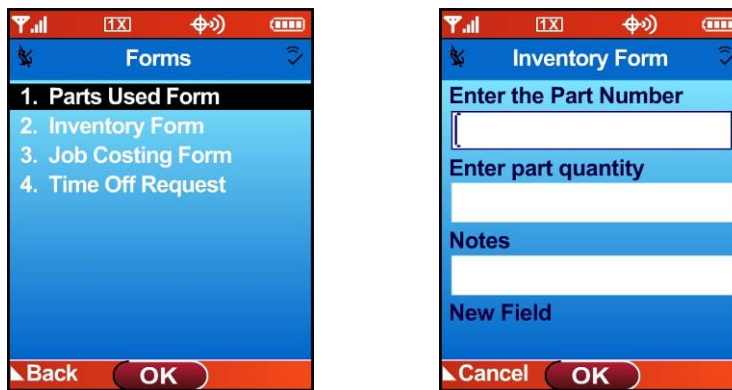 1X
Forms
1. Parts Used Form
2. Inventory Form
3. Job Costing Form
4. Time Off Request
Back OK
1X
Inventory Form
Enter the Part Number
Enter part quantity
Notes
New Field
Cancel OK